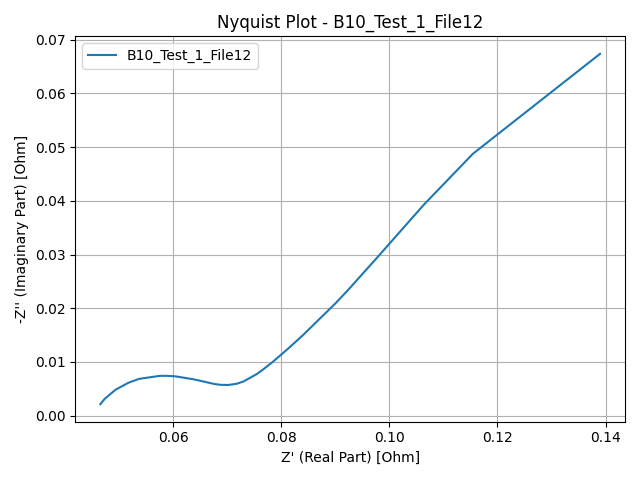 Nyquist Plot - B10_Test_1_File12
B10_Test_1_File12
-Z'' (Imaginary Part) [Ohm]
0.07
0.06
0.05
0.04
0.03
0.02
0.01
0.00
0.06 0.08 0.10 0.12 0.14
Z' (Real Part) [Ohm]